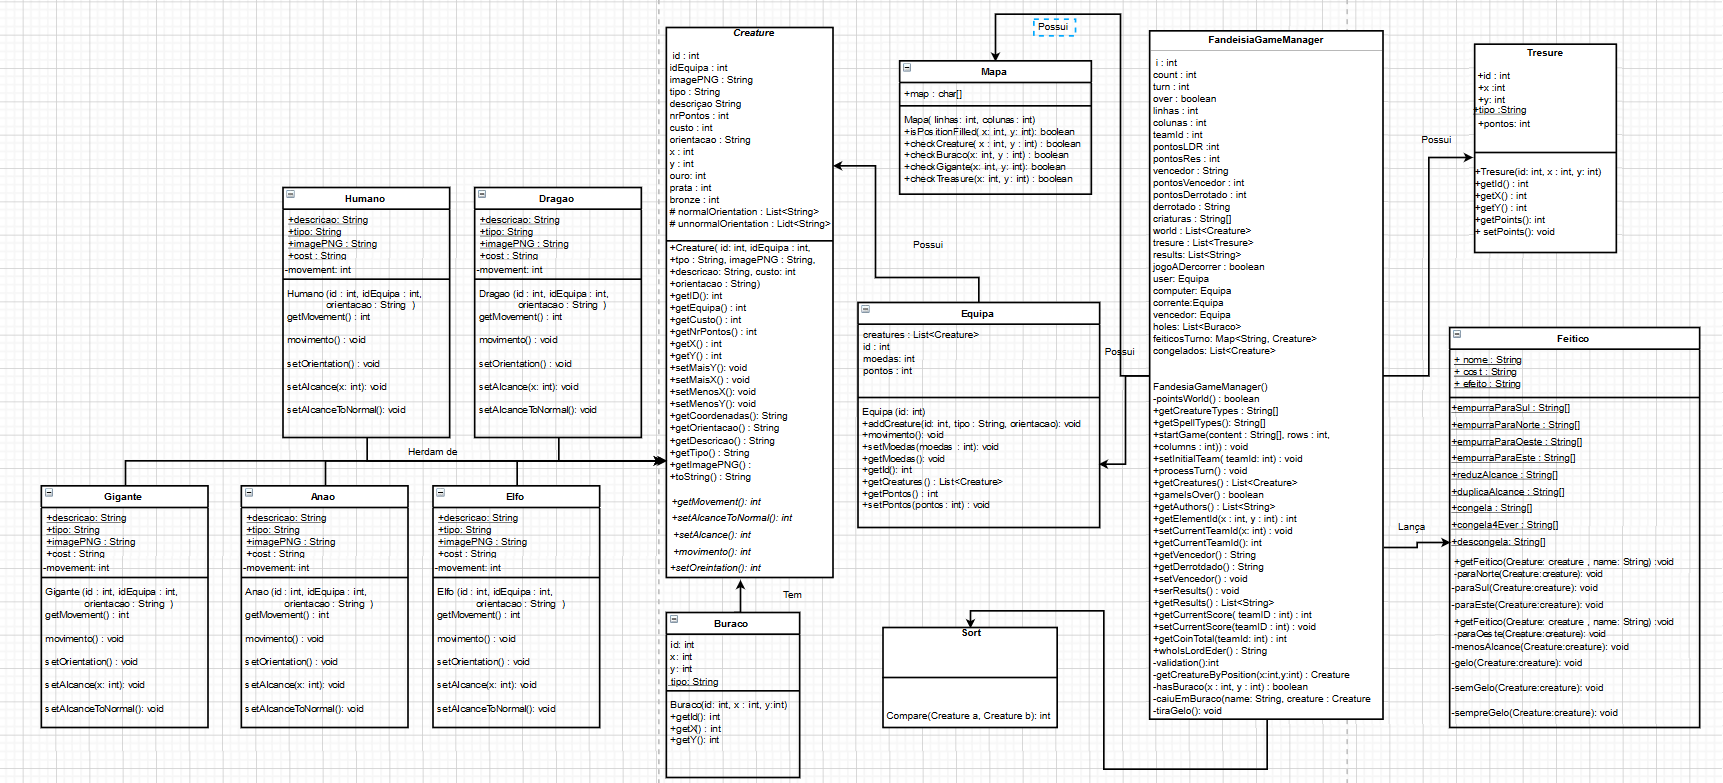 Creature
id : int
idEquipa : int
imagePNG : String
tipo : String
descriçao String
nrPontos : int
custo : int
orientacao : String
x : int
y : int
ouro: int
prata : int
bronze : int
# normalOrientation : List<String>
# unnormalOrientation : Lidt<String>
+Creature( id: int, idEquipa : int,
+tpo : String, imagePNG : String,
+descricao: String, custo: int
+orientacao : String)
+getID(): int
+getEquipa() : int
+getCusto() : int
+getNrPontos() : int
+getX() : int
+getY() : int
+setMaisY(): void
+setMaisX() : void
+setMenosX() : void
+setMenosY() : void
+getCoordenadas(): String
+getOrientacao() : String
+getDescricao() : String
+getTipo() : String
+getImagePNG() :
+toString() : String
+getMovement(): int
+setAlcanceToNormal(): int
+setAlcance(): int
+movimento(): int
+setOreintation(): int
Possui
Mapa
+map : char[]
Mapa( linhas: int, colunas : int)
+isPositionFilled( x: int, y: int) : boolean
+checkCreature( x : int, y : int) : boolean
+checkBuraco(x: int, y : int) : boolean
+checkGigante(x: int, y: int): boolean
+checkTreasure(x: int, y: int) : boolean
FandeisiaGameManager
i : int
count : int
turn : int
over : boolean
linhas : int
colunas : int
teamId : int
pontosLDR :int
pontosRes : int
vencedor : String
pontosVencedor : int
pontosDerrotado : int
derrotado : String
criaturas : String[]
world : List<Creature>
tresure : List<Tresure>
results: List<String>
jogoADercorrer : boolean
user: Equipa
computer: Equipa
corrente:Equipa
vencedor: Equipa
holes: List<Buraco>
feiticosTurno: Map<String, Creature>
congelados: List<Creature>
FandesiaGameManager()
-pointsWorld() : boolean
+getCreatureTypes : String[]
+getSpellTypes(): String[]
+startGame(content : String[], rows : int,
+columns : int)) : void
+setInitialTeam( teamId: int) : void
+processTurn() : void
+getCreatures() : List<Creature>
+gameIsOver() : boolean
+getAuthors() : List<String>
+getElementId(x : int, y : int) : int
+setCurrentTeamId(x: int) : void
+getCurrentTeamId(): int
+getVencedor() : String
+getDerrotdado() : String
+setVencedor() : void
+serResults() : void
+getResults() : List<String>
+getCurrentScore( teamID : int) : int
+setCurrentScore(teamID : int) : void
+getCoinTotal(teamId: int) : int
+whoIsLordEder() : String
-validation():int
-getCreatureByPosition(x:int,y:int) : Creature
-hasBuraco(x : int, y : int) : boolean
-caiuEmBuraco(name: String, creature : Creature
-tiraGelo(): void
Tresure
+id : int
+x :int
+y: int
+tipo :String
+pontos: int
+Tresure(id: int, x : int, y: int)
+getId() : int
+getX() : int
+getY() : int
+getPoints(): int
+ setPoints(): void
Possui
Humano
+descricao: String
+tipo: String
+imagePNG : String
+cost : String
-movement: int
Humano (id : int, idEquipa : int,
orientacao : String )
getMovement() : int
movimento() : void
setOrientation() : void
setAlcance(x: int): void
setAlcanceToNormal(): void
Dragao
+descricao: String
+tipo: String
+imagePNG : String
+cost : String
-movement: int
Dragao (id : int, idEquipa : int,
orientacao : String )
getMovement() : int
movimento() : void
setOrientation() : void
setAlcance(x: int): void
setAlcanceToNormal(): void
Possui
Equipa
creatures : List<Creature>
id : int
moedas: int
pontos : int
Equipa (id: int)
+addCreature(id: int, tipo : String, orientacao): void
+movimento(): void
+setMoedas(moedas : int): void
+getMoedas(): void
+getId(): int
+getCreatures() : List<Creature>
+getPontos() : int
+setPontos(pontos : int) : void
Possui
Feitico
+ nome : String
+ cost : String
+ efeito : String
+empurraParaSul : String[]
+empurraParaNorte : String[]
+empurraParaOeste : String[]
+empurraParaEste : String[]
+reduzAlcance : String[]
+duplicaAlcance : String[]
+congela : String[]
+congela4Ever : String[]
+descongela: String[]
+getFeitico(Creature: creature , name: String) :void
-paraNorte(Creature:creature): void
-paraSul(Creature:creature) : void
-paraEste(Creature:creature) : void
+getFeitico(Creature: creature , name: String) : void
-paraOeste(Creature:creature): void
-menosAlcance(Creature:creature) : void
-gelo(Creature:creature) : void
-semGelo(Creature:creature) : void
-sempreGelo(Creature:creature) : void
Lança
Herdam de
Gigante
+descricao: String
+tipo: String
+imagePNG : String
+cost : String
-movement: int
Gigante (id : int, idEquipa : int,
orientacao : String )
getMovement() : int
movimento() : void
setOrientation() : void
setAlcance(x: int): void
setAlcanceToNormal(): void
Anao
+descricao: String
+tipo: String
+imagePNG : String
+cost : String
-movement: int
Anao (id : int, idEquipa : int,
orientacao : String )
getMovement() : int
movimento() : void
setOrientation() : void
setAlcance(x: int): void
setAlcanceToNormal(): void
Elfo
+descricao: String
+tipo: String
+imagePNG : String
+cost : String
-movement: int
Elfo (id : int, idEquipa : int,
orientacao : String )
getMovement() : int
movimento() : void
setOrientation() : void
setAlcance(x: int): void
setAlcanceToNormal(): void
Tem
Buraco
id: int
x: int
y: int
tipo: String
Buraco(id: int, x : int, y:int)
+getId(): int
+getX() : int
+getY() : int
Sort
Compare(Creature a, Creature b): int